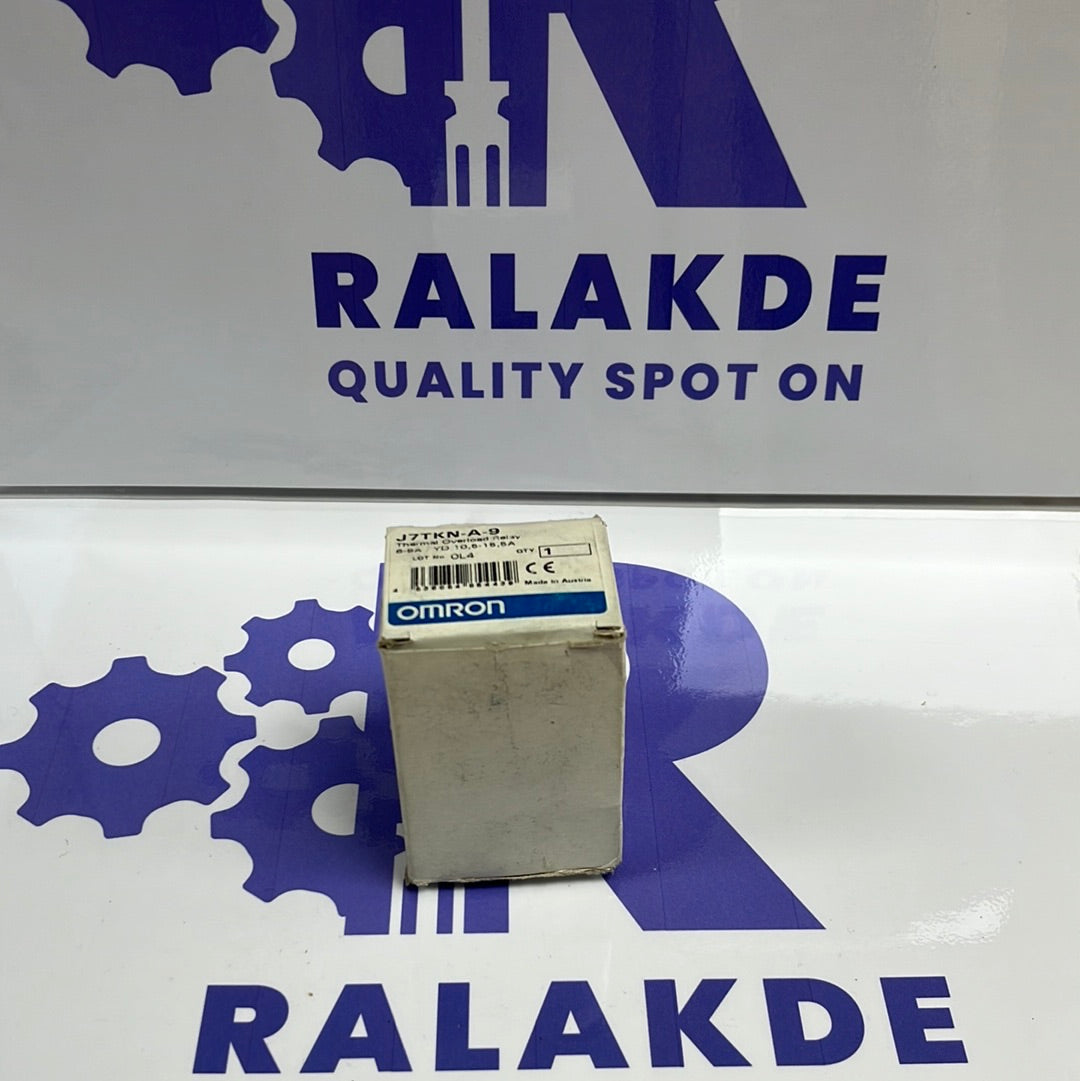 RALAKDE
QUALITY SPOT ON
J7TKN-A-9
Thermal Overload Relay
6-9A / YD 10,5-15,5A
LOT No. 0L4
QTY. 1
CE
Made in Austria
OMRON
RALAKDE